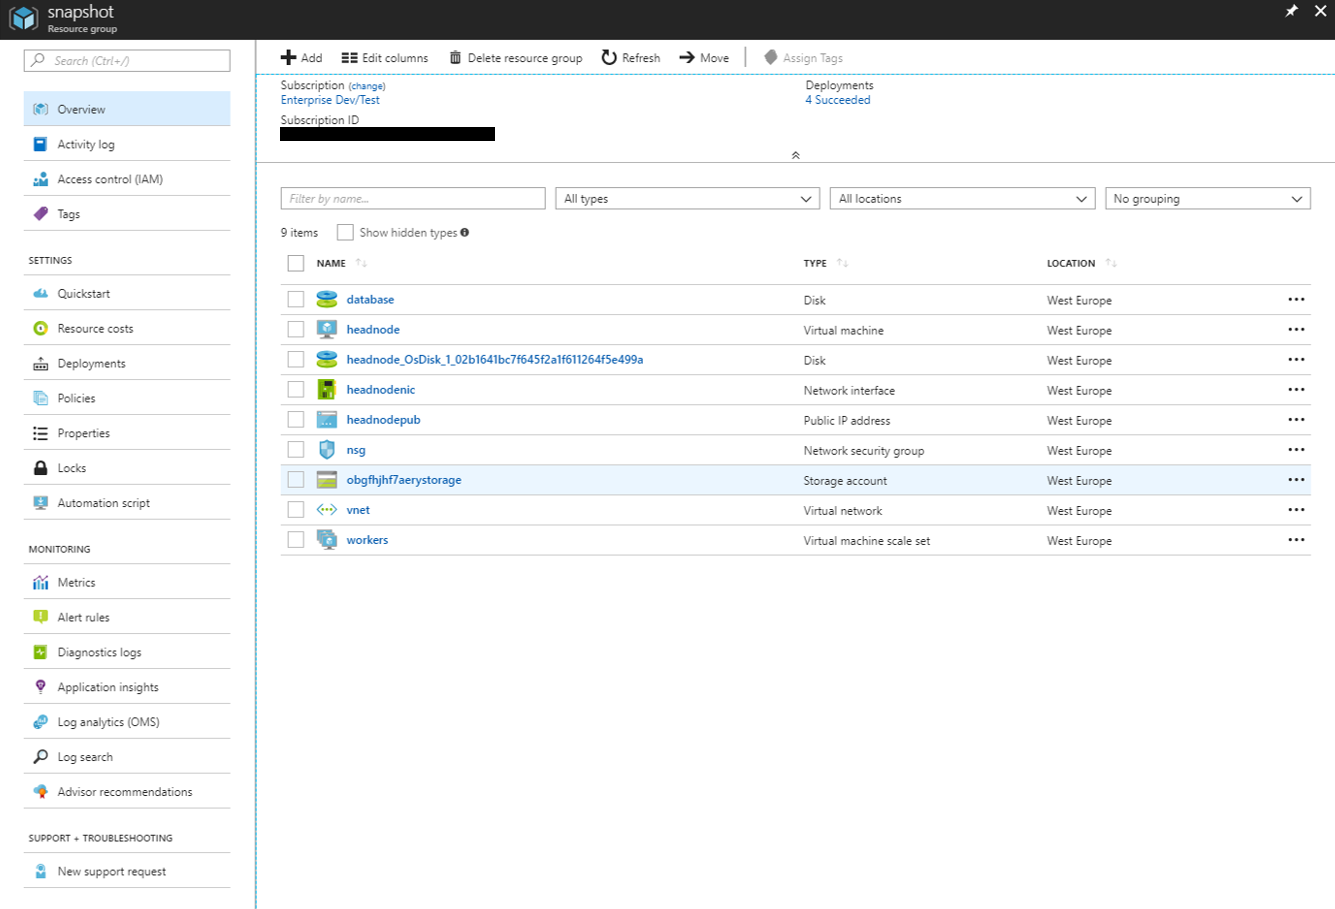 snapshot
Resource group
Search (Ctrl+/)
Overview
Activity log
Access control (IAM)
Tags
SETTINGS
Quickstart
Resource costs
Deployments
Policies
Properties
Locks
Automation script
MONITORING
Metrics
Alert rules
Diagnostics logs
Application insights
Log analytics (OMS)
Log search
Advisor recommendations
SUPPORT + TROUBLESHOOTING
New support request
Add Edit columns Delete resource group Refresh Move Assign Tags
Subscription (change) Deployments
Enterprise Dev/Test 4 Succeeded
Subscription ID
Filter by name... All types All locations No grouping
9 items Show hidden types
NAME TYPE LOCATION
database Disk West Europe
headnode Virtual machine West Europe
headnode_OsDisk_1_02b1641bc7f645f2a1f611264f5e499a Disk West Europe
headnodenic Network interface West Europe
headnodepub Public IP address West Europe
nsg Network security group West Europe
obgfhjhf7aerystorage Storage account West Europe
vnet Virtual network West Europe
workers Virtual machine scale set West Europe